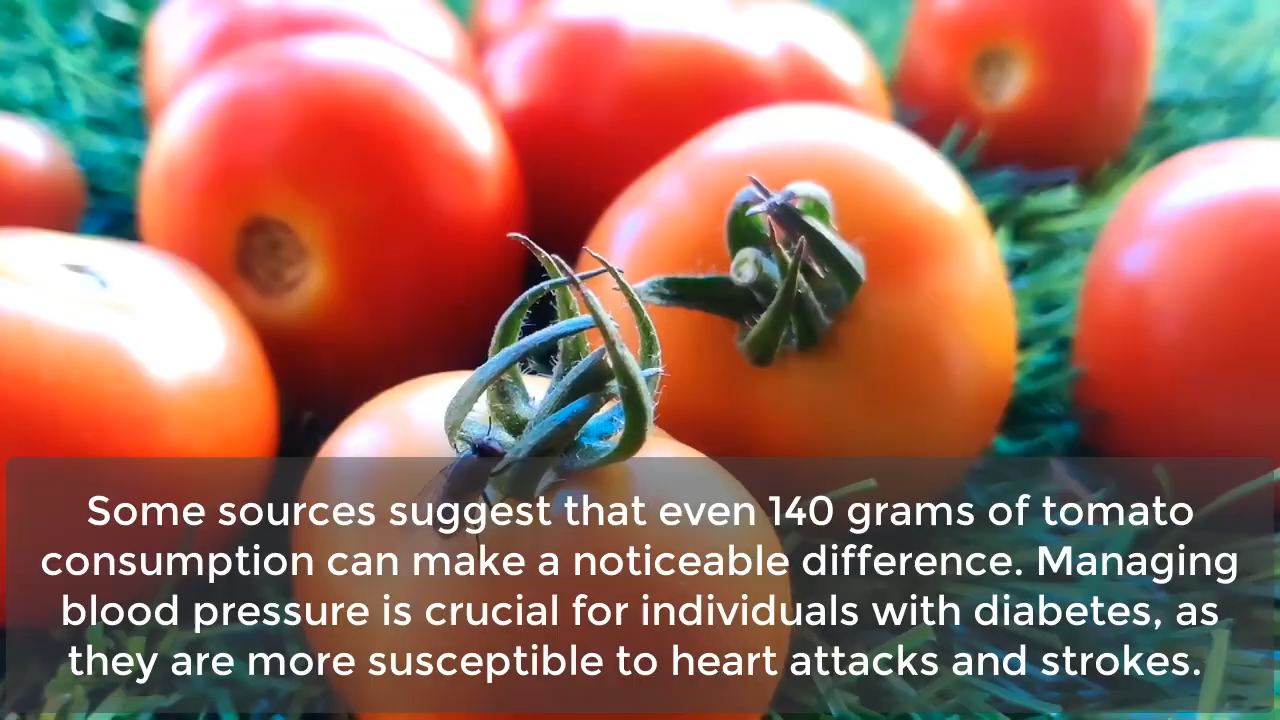 Some sources suggest that even 140 grams of tomato
consumption can make a noticeable difference. Managing
blood pressure is crucial for individuals with diabetes, as
they are more susceptible to heart attacks and strokes.